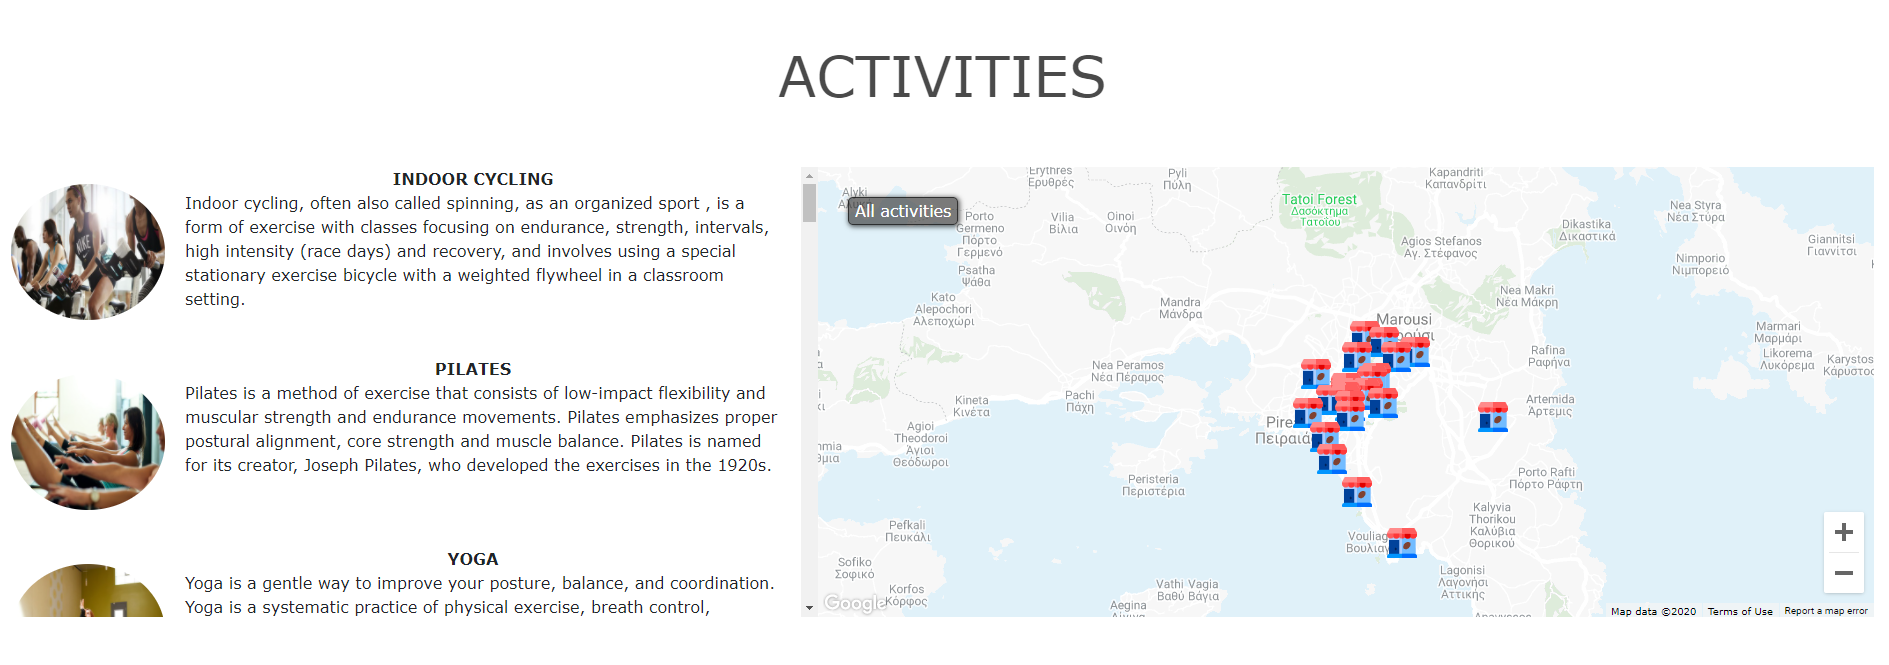 ACTIVITIES
INDOOR CYCLING
Indoor cycling, often also called spinning, as an organized sport , is a
form of exercise with classes focusing on endurance, strength, intervals,
high intensity (race days) and recovery, and involves using a special
stationary exercise bicycle with a weighted flywheel in a classroom
setting.
PILATES
Pilates is a method of exercise that consists of low-impact flexibility and
muscular strength and endurance movements. Pilates emphasizes proper
postural alignment, core strength and muscle balance. Pilates is named
for its creator, Joseph Pilates, who developed the exercises in the 1920s.
YOGA
Yoga is a gentle way to improve your posture, balance, and coordination.
Yoga is a systematic practice of physical exercise, breath control,
All activities
Alyki
Erythres
Ερυθρές
Pyli
Πύλη
Kapandriti
Καπανδρίτι
Tatoi Forest
Δασόκτημα
Τατοΐου
Porto
Germeno
Πόρτο
Γερμενό
Vilia
Βίλια
Oinoi
Οινόη
Nea Styra
Νέα Στύρα
Dikastika
Δικαστικά
Agios Stefanos
Αγ. Στέφανος
Giannitsi
Γιαννίτσι
Nimporio
Νιμπορειό
Psatha
Ψάθα
Kato
Alepochori
Αλεποχώρι
Mandra
Μάνδρα
Nea Makri
Νέα Μάκρη
Marousi
Marmari
Μαρμάρι
Rafina
Ραφήνα
Likorema
Λυκόρεμα
Karystos
Κάρυστος
Nea Peramos
Νέα Πέραμος
Kineta
Κινέτα
Pachi
Πάχη
Artemida
Άρτεμις
Agioi
Theodoroi
Άγιοι
Θεόδωροι
Πειραιά
Porto Rafti
Πόρτο Ράφτη
Peristeria
Περιστέρια
Kalyvia
Thorikou
Καλύβια
Θορικού
Pefkali
Πευκάλι
Sofiko
Σοφικό
Korfos
Κόρφος
Lagonisi
Λαγονήσι
Αττικής
Vathi Vagia
Βαθύ Βάγια
Aegina
Google
Map data ©2020 Terms of Use Report a map error